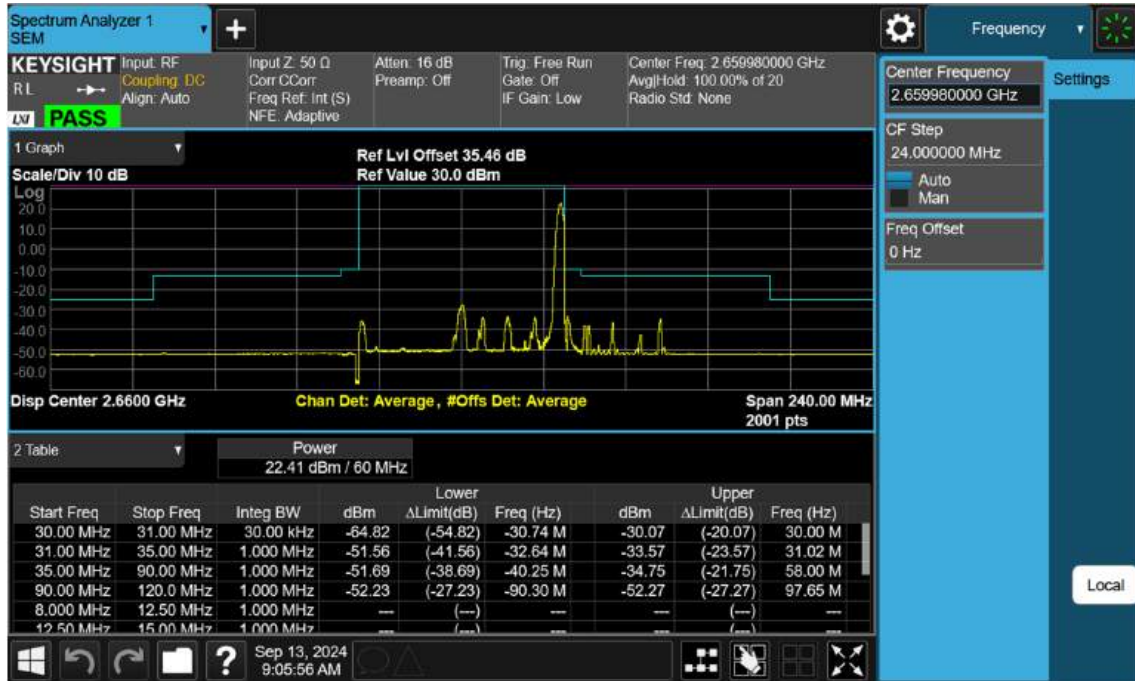 Spectrum Analyzer 1
SEM
+
Frequency
KEYSIGHT
R L
LXI PASS
Input: RF
Coupling: DC
Align: Auto
Input Z: 50 Ω
Corr CCorr
Freq Ref: Int (S)
NFE: Adaptive
Atten: 16 dB
Preamp: Off
Trig: Free Run
Gate: Off
IF Gain: Low
Center Freq: 2.659980000 GHz
Avg|Hold: 100.00% of 20
Radio Std: None
Center Frequency
2.659980000 GHz
Settings
CF Step
24.000000 MHz
Auto
Man
Freq Offset
0 Hz
Local
1 Graph
Scale/Div 10 dB
Ref Lvl Offset 35.46 dB
Ref Value 30.0 dBm
Log
20.0
10.0
0.00
-10.0
-20.0
-30.0
-40.0
-50.0
-60.0
Disp Center 2.6600 GHz Chan Det: Average, #Offs Det: Average Span 240.00 MHz
2001 pts
2 Table
Power
22.41 dBm / 60 MHz
Lower Upper
Start Freq Stop Freq Integ BW dBm ΔLimit(dB) Freq (Hz) dBm ΔLimit(dB) Freq (Hz)
30.00 MHz 31.00 MHz 30.00 kHz -64.82 (-54.82) -30.74 M -30.07 (-20.07) 30.00 M
31.00 MHz 35.00 MHz 1.000 MHz -51.56 (-41.56) -32.64 M -33.57 (-23.57) 31.02 M
35.00 MHz 90.00 MHz 1.000 MHz -51.69 (-38.69) -40.25 M -34.75 (-21.75) 58.00 M
90.00 MHz 120.0 MHz 1.000 MHz -52.23 (-27.23) -90.30 M -52.27 (-27.27) 97.65 M
8.000 MHz 12.50 MHz 1.000 MHz --- (---) --- --- (---) ---
12.50 MHz 15.00 MHz 1.000 MHz --- (---) --- --- (---) ---
?
Sep 13, 2024
9:05:56 AM